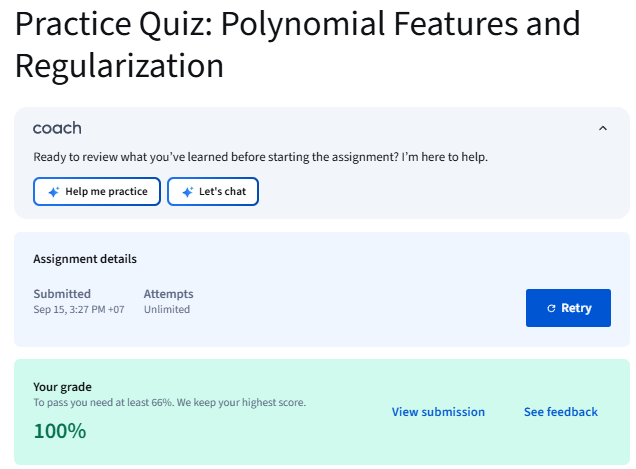 Practice Quiz: Polynomial Features and
Regularization
coach
Ready to review what you've learned before starting the assignment? I'm here to help.
Help me practice
Let's chat
Assignment details
Submitted
Attempts
Sep 15, 3:27 PM +07
Unlimited
Retry
Your grade
To pass you need at least 66%. We keep your highest score.
View submission
See feedback
100%